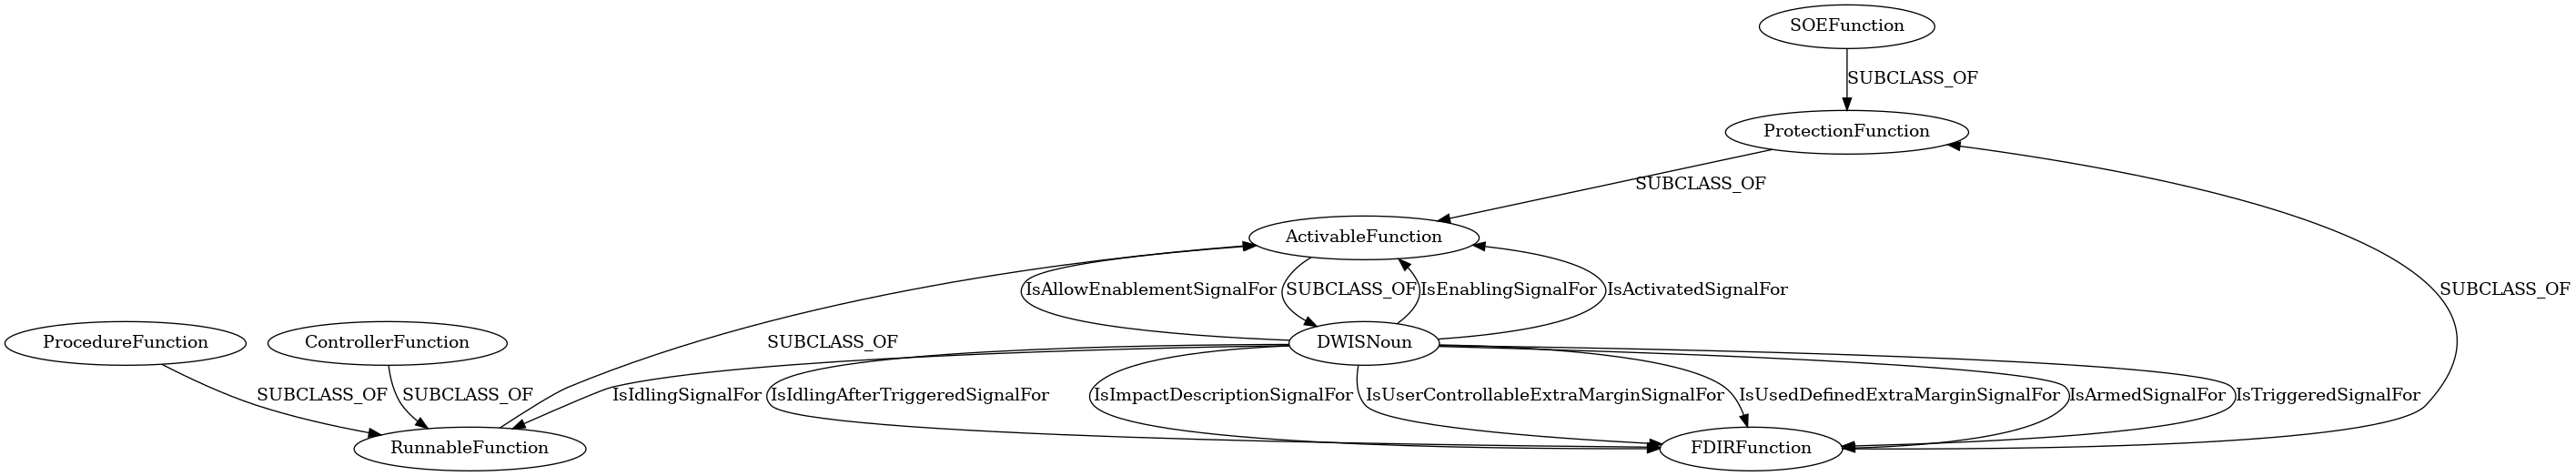 SOEFunction
SUBCLASS_OF
ProtectionFunction
SUBCLASS_OF
ActivableFunction
IsAllowEnablementSignalFor
SUBCLASS_OF
IsEnablingSignalFor
IsActivatedSignalFor
SUBCLASS_OF
ProcedureFunction
ControllerFunction
SUBCLASS_OF
DWISNoun
SUBCLASS_OF
SUBCLASS_OF
IsIdlingSignalFor
IsIdlingAfterTriggeredSignalFor
IsImpactDescriptionSignalFor
IsUserControllableExtraMarginSignalFor
IsUsedDefinedExtraMarginSignalFor
IsArmedSignalFor
IsTriggeredSignalFor
RunnableFunction
FDIRFunction